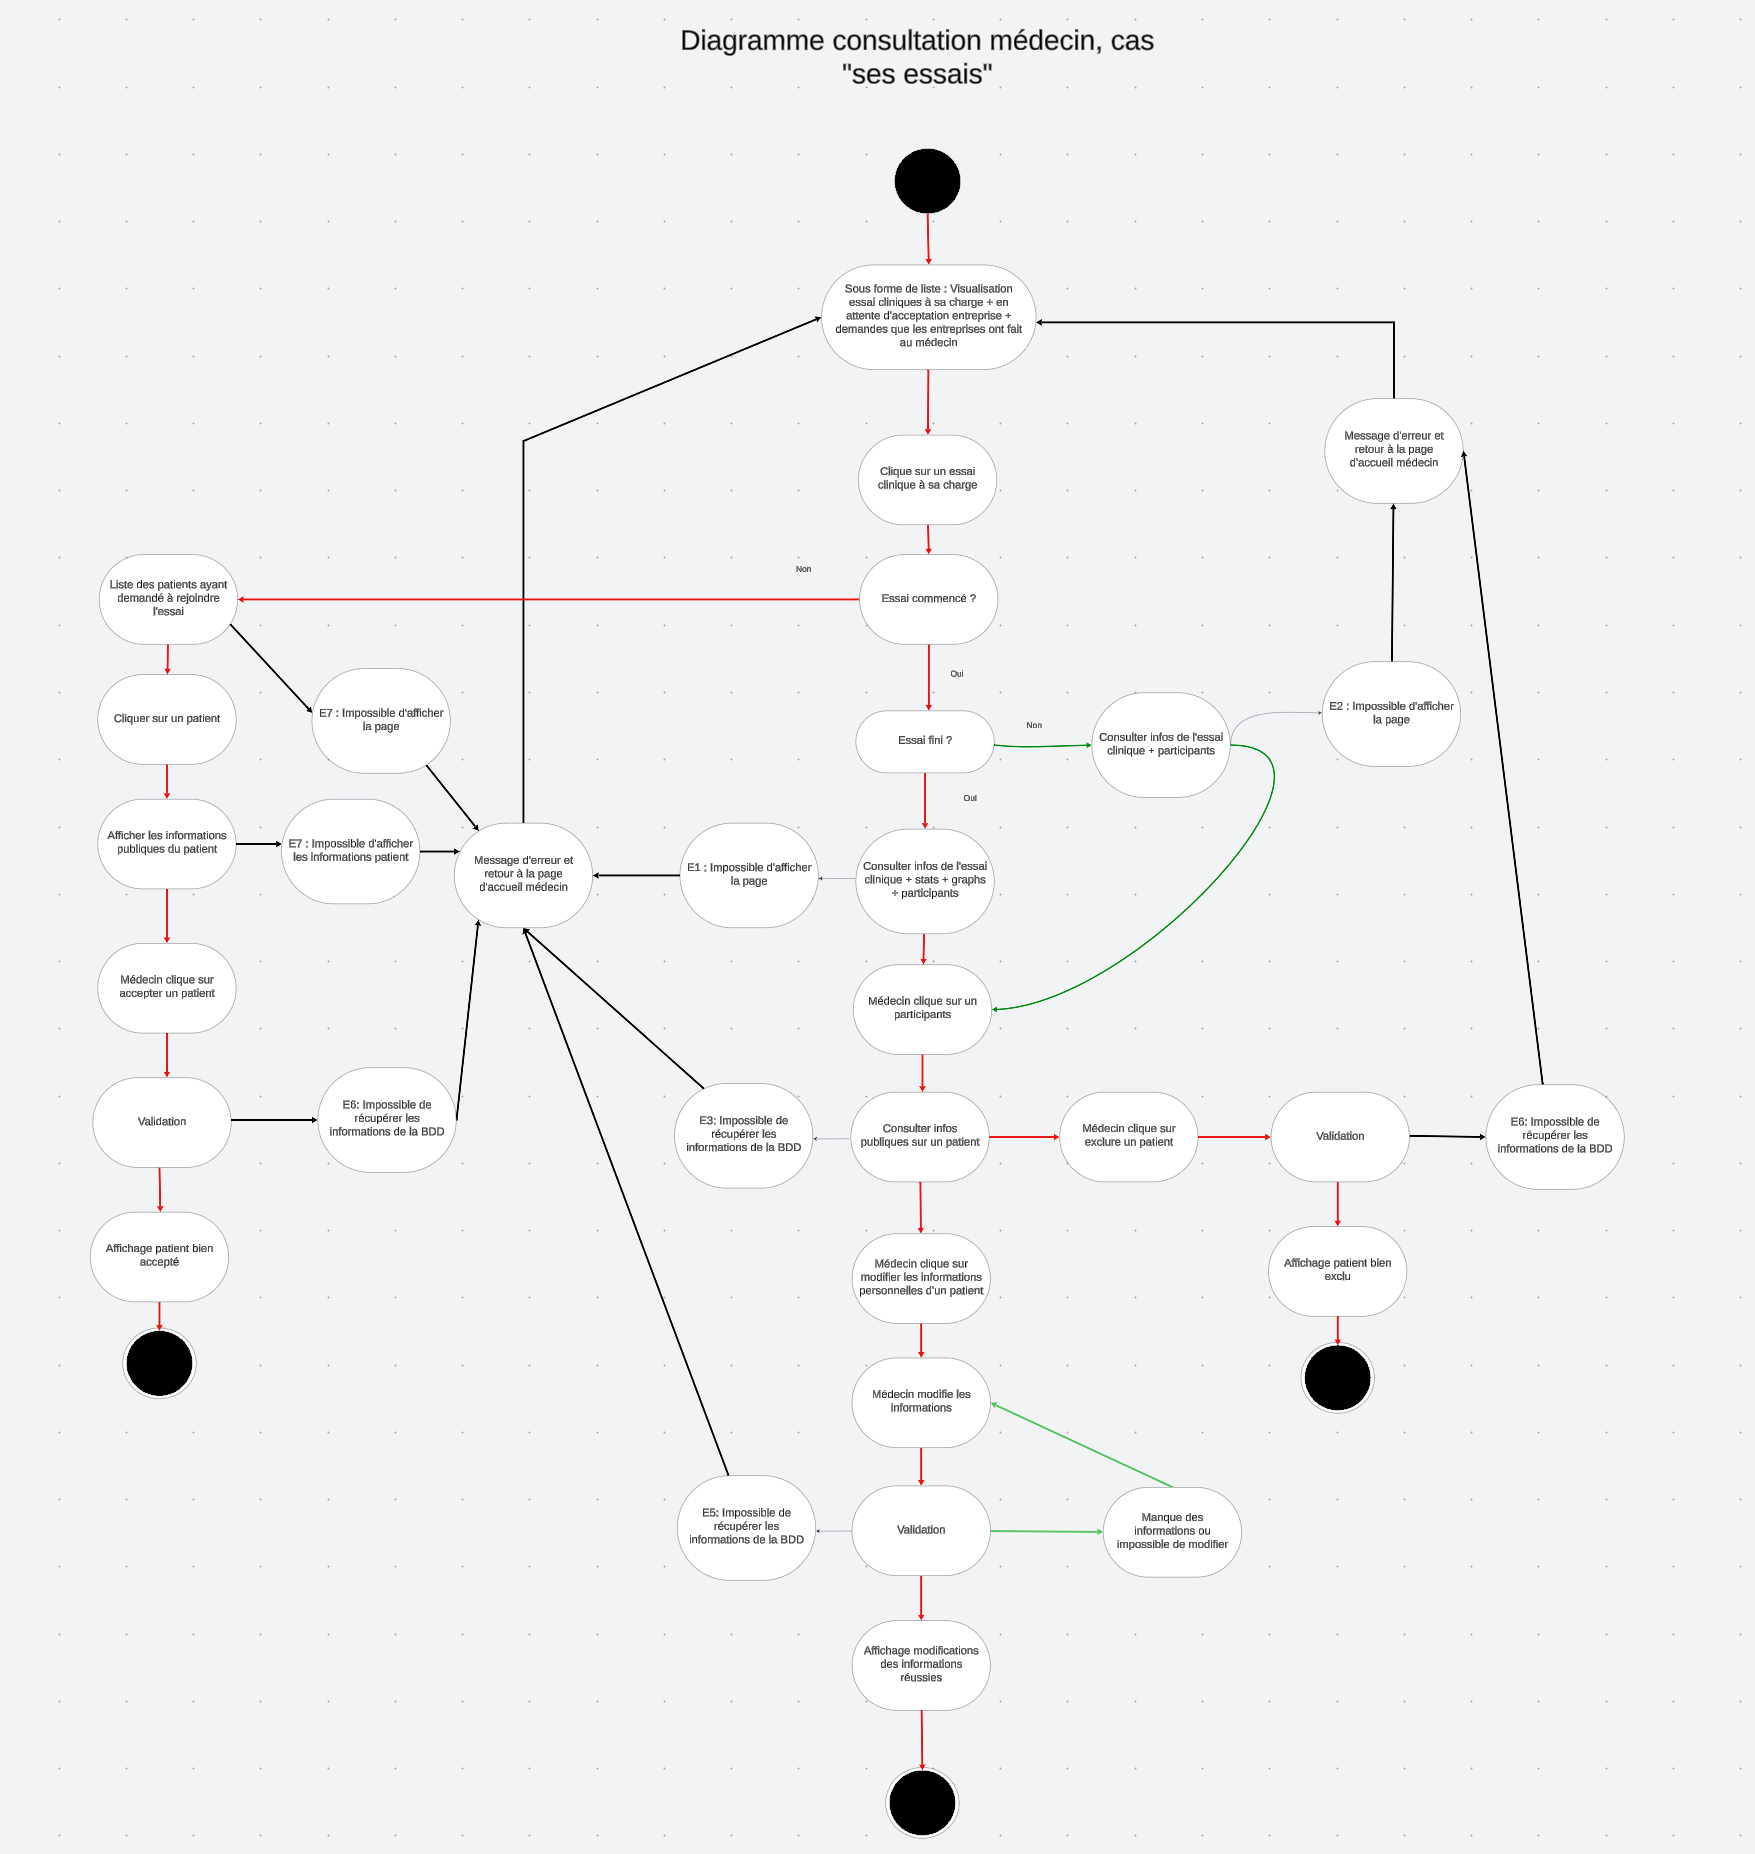 Diagramme consultation médecin, cas
"ses essais"
Sous forme de liste : Visualisation
essai cliniques à sa charge + en
attente d'acceptation entreprise +
demandes que les entreprises ont fait
au médecin
Message d'erreur et
retour à la page
d'accueil médecin
Clique sur un essai
clinique à sa charge
Non
Liste des patients ayant
demandé à rejoindre
l'essai
Essai commencé ?
Oui
Cliquer sur un patient
E7 : Impossible d'afficher
la page
Essai fini ?
Non
Consulter infos de l'essai
clinique + participants
E2 : Impossible d'afficher
la page
Oui
Afficher les informations
publiques du patient
E7 : Impossible d'afficher
les informations patient
Message d'erreur et
retour à la page
d'accueil médecin
E1 : Impossible d'afficher
la page
Consulter infos de l'essai
clinique + stats + graphs
+ participants
Médecin clique sur
accepter un patient
Médecin clique sur un
participants
Validation
E6: Impossible de
récupérer les
informations de la BDD
E3: Impossible de
récupérer les
informations de la BDD
Consulter infos
publiques sur un patient
Médecin clique sur
exclure un patient
Validation
E6: Impossible de
récupérer les
informations de la BDD
Affichage patient bien
accepté
Médecin clique sur
modifier les informations
personnelles d'un patient
Affichage patient bien
exclu
Médecin modifie les
informations
E5: Impossible de
récupérer les
informations de la BDD
Validation
Manque des
informations ou
impossible de modifier
Affichage modifications
des informations
réussies